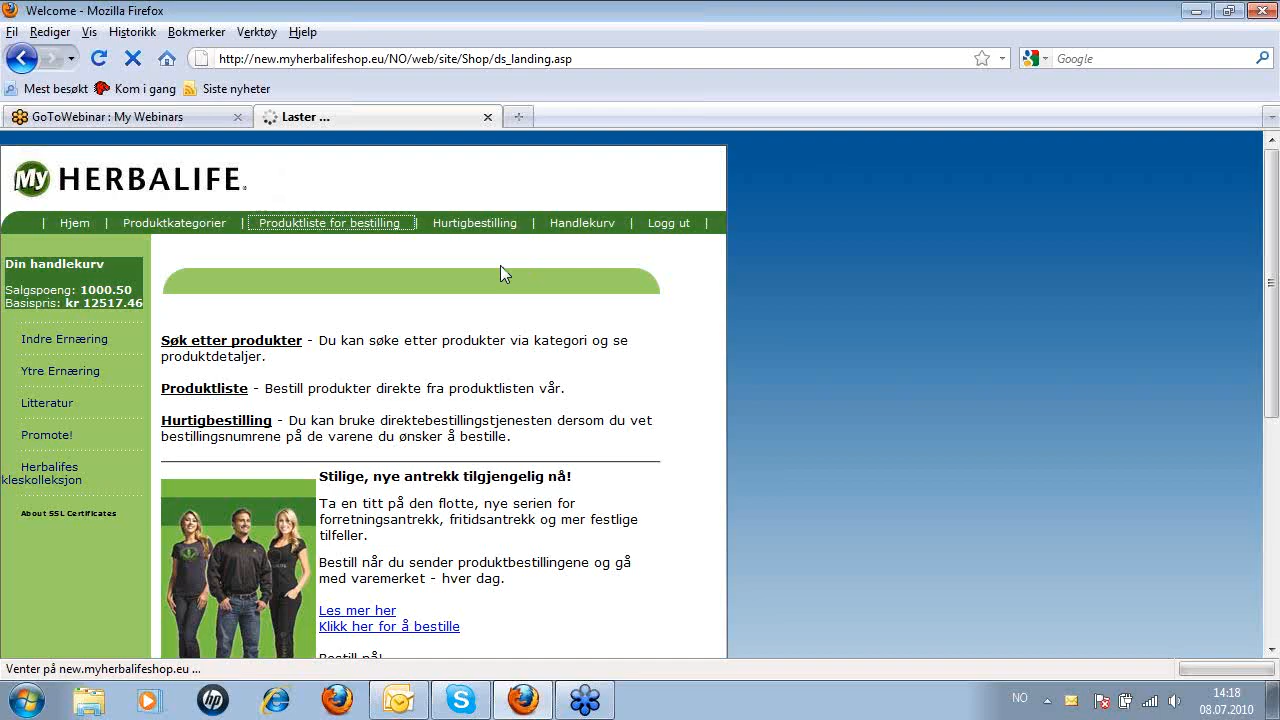 Welcome - Mozilla Firefox
Fil Rediger Vis Historikk Bokmerker Verktøy Hjelp
http://new.myherbalifeshop.eu/NO/web/site/Shop/ds_landing.asp
Google
Mest besøkt Kom i gang Siste nyheter
GoToWebinar : My Webinars
Laster ...
My HERBALIFE
| Hjem | Produktkategorier | Produktliste for bestilling | Hurtigbestilling | Handlekurv | Logg ut |
Din handlekurv
Salgspoeng: 1000.50
Basispris: kr 12517.46
Indre Ernæring
Ytre Ernæring
Litteratur
Promote!
Herbalifes
kleskolleksjon
About SSL Certificates
Søk etter produkter - Du kan søke etter produkter via kategori og se
produktdetaljer.
Produktliste - Bestill produkter direkte fra produktlisten vår.
Hurtigbestilling - Du kan bruke direktebestillingstjenesten dersom du vet
bestillingsnumrene på de varene du ønsker å bestille.
Stilige, nye antrekk tilgjengelig nå!
Ta en titt på den flotte, nye serien for
forretningsantrekk, fritidsantrekk og mer festlige
tilfeller.
Bestill når du sender produktbestillingene og gå
med varemerket - hver dag.
Les mer her
Klikk her for å bestille
Bestill nå!
Venter på new.myherbalifeshop.eu ...
NO
14:18
08.07.2010